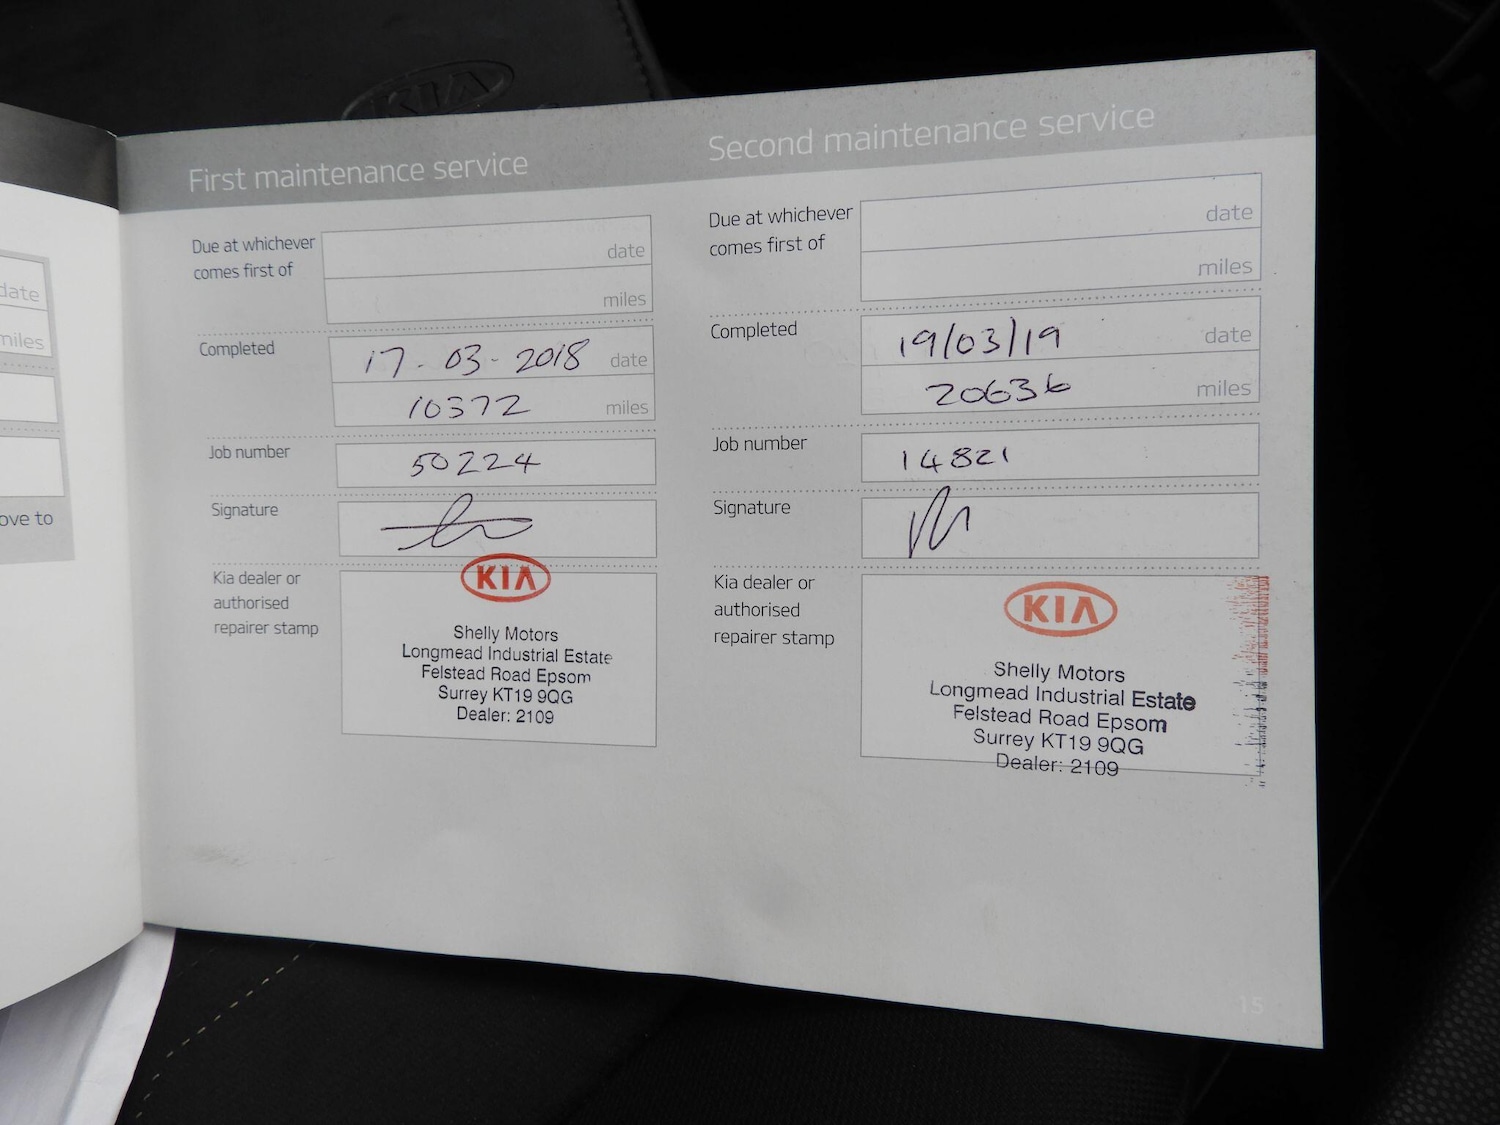 KIA
First maintenance service
Due at whichever
comes first of
date
miles
Completed
17-03-2018 date
10372 miles
Job number
50224
Signature
Kia dealer or
authorised
repairer stamp
KIA
Shelly Motors
Longmead Industrial Estate
Felstead Road Epsom
Surrey KT19 9QG
Dealer: 2109
Second maintenance service
Due at whichever
comes first of
date
miles
Completed
19/03/19 date
20636 miles
Job number
14821
Signature
Kia dealer or
authorised
repairer stamp
KIA
Shelly Motors
Longmead Industrial Estate
Felstead Road Epsom
Surrey KT19 9QG
Dealer: 2109
15
date
miles
ove to